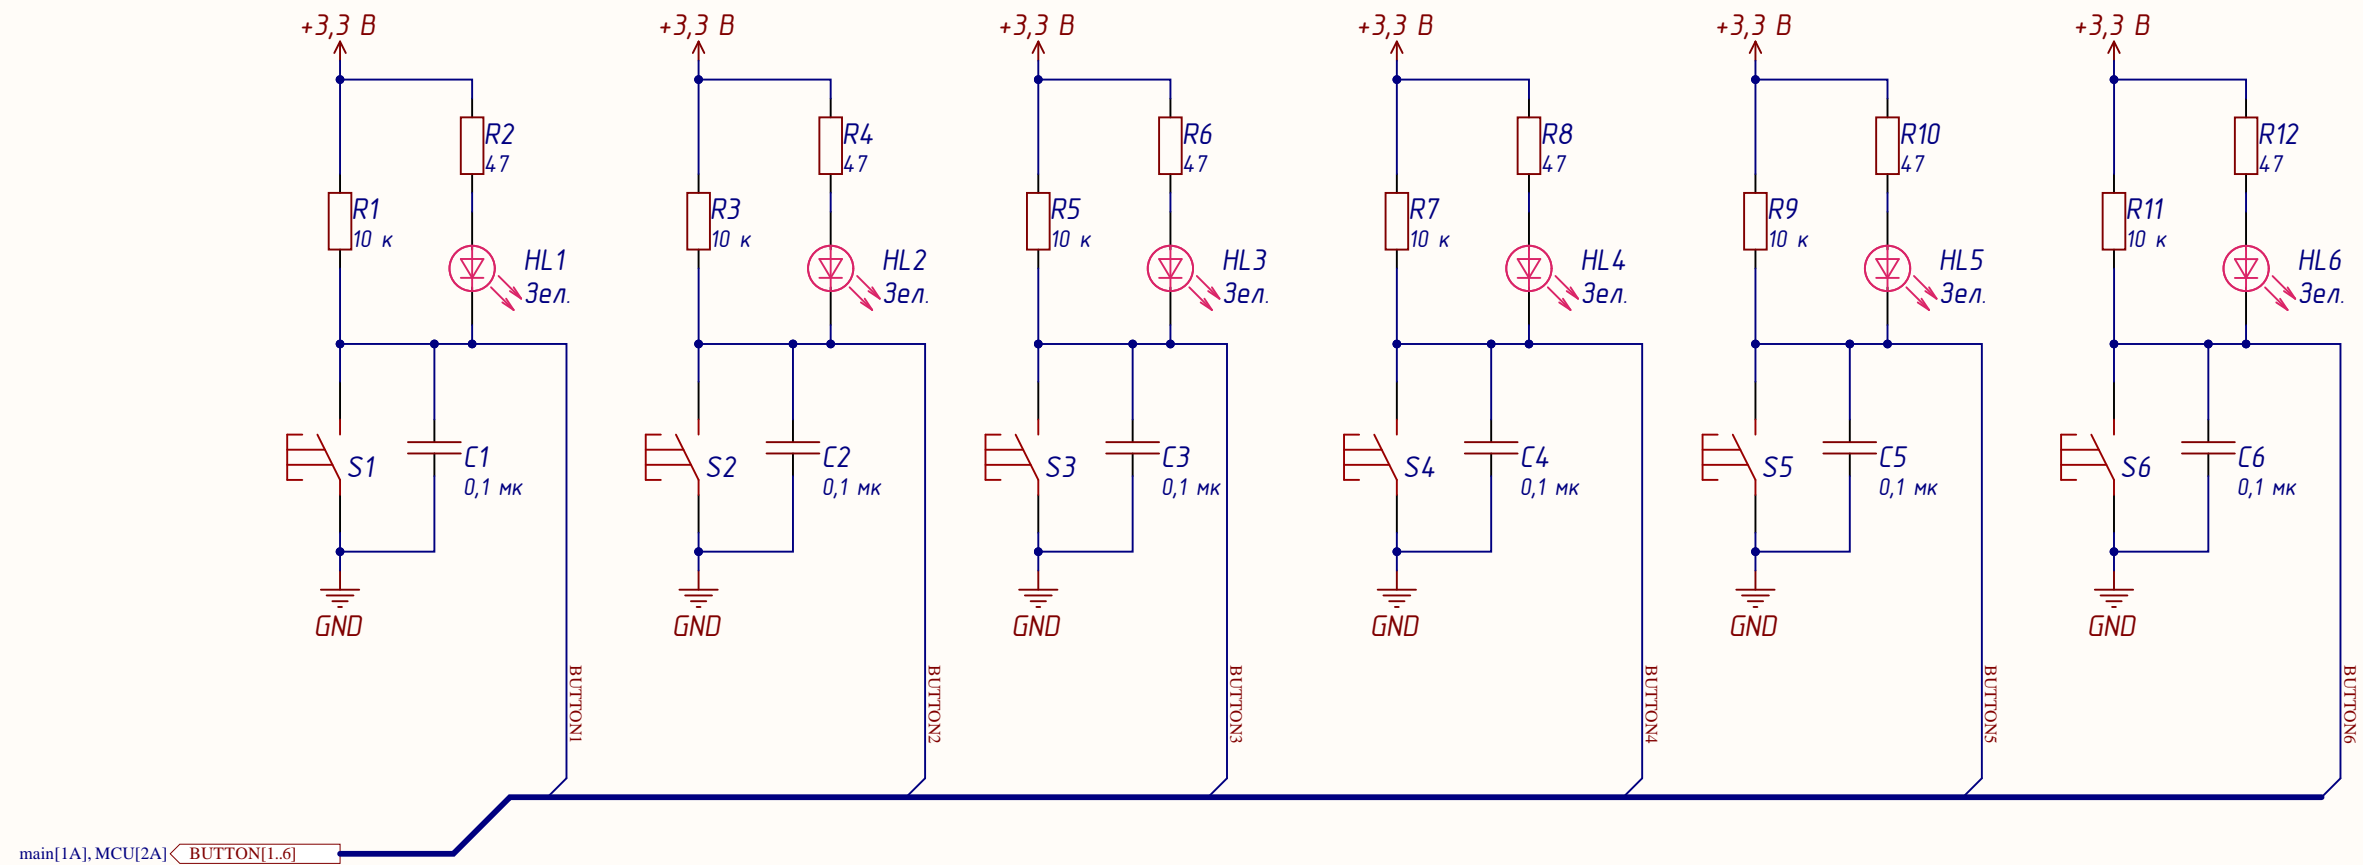 +3,3 В
+3,3 В
+3,3 В
+3,3 В
+3,3 В
+3,3 В
R2
47
R4
47
R6
47
R8
47
R10
47
R12
47
R1
10 к
R3
10 к
R5
10 к
R7
10 к
R9
10 к
R11
10 к
HL1
Зел.
HL2
Зел.
HL3
Зел.
HL4
Зел.
HL5
Зел.
HL6
Зел.
S1
C1
0,1 мк
S2
C2
0,1 мк
S3
C3
0,1 мк
S4
C4
0,1 мк
S5
C5
0,1 мк
S6
C6
0,1 мк
GND
GND
GND
GND
GND
GND
BUTTON1
BUTTON2
BUTTON3
BUTTON4
BUTTON5
BUTTON6
main[1A], MCU[2A] BUTTON[1..6]